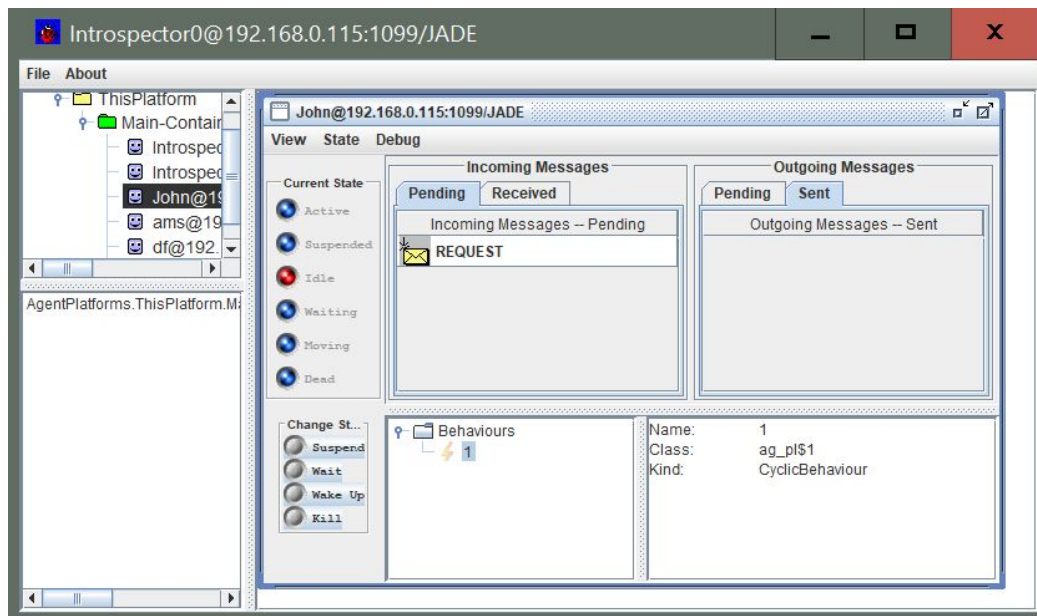 Introspector0@192.168.0.115:1099/JADE
File About
ThisPlatform
Main-Contain
Introspec
Introspec
John@19
ams@19
df@192.
AgentPlatforms.ThisPlatform.Ma
John@192.168.0.115:1099/JADE
View State Debug
Current State
Active
Suspended
Idle
Waiting
Moving
Dead
Incoming Messages
Pending Received
Incoming Messages -- Pending
REQUEST
Outgoing Messages
Pending Sent
Outgoing Messages -- Sent
Change St...
Suspend
Wait
Wake Up
Kill
Behaviours
1
Name: 1
Class: ag_pl$1
Kind: CyclicBehaviour